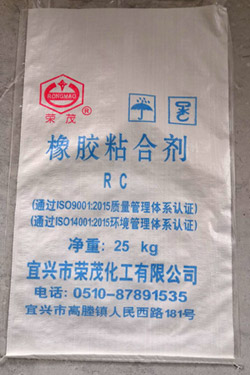 RONGMAO
荣茂®
橡胶粘合剂
RC
(通过ISO9001:2015质量管理体系认证)
(通过ISO14001:2015环境管理体系认证)
净重: 25 kg
宜兴市荣茂化工有限公司
电话: 0510-87891535
宜兴市高塍镇人民西路181号